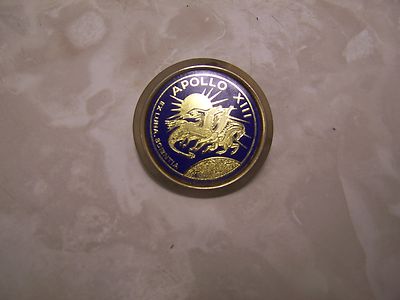 APOLLO XIII
EX LUNA, SCIENTIA